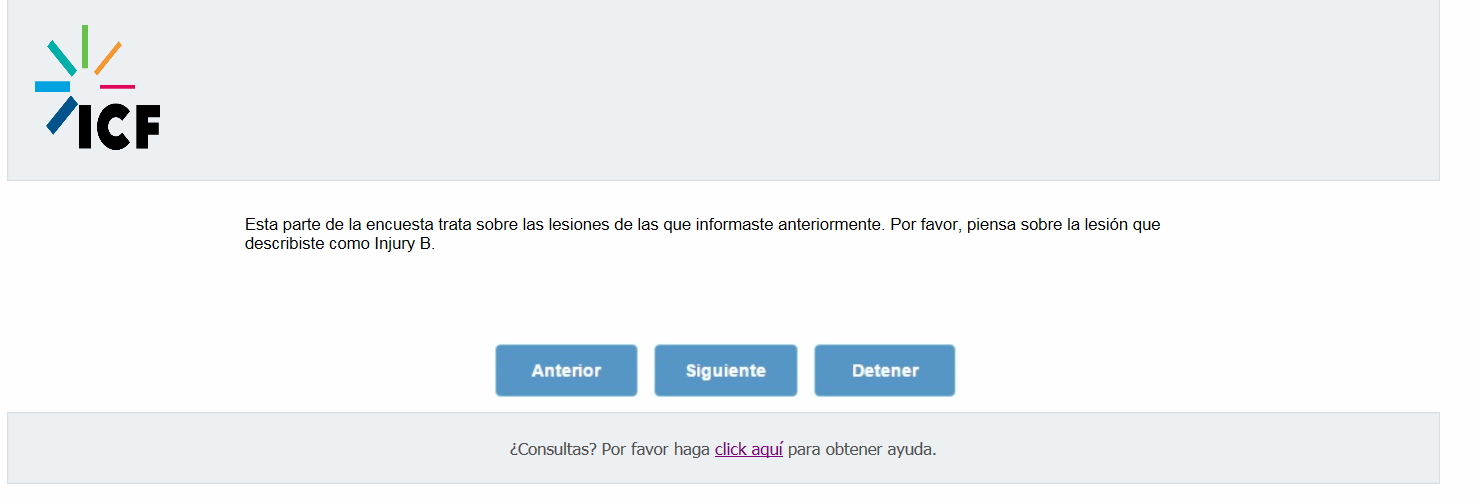 ICF
Esta parte de la encuesta trata sobre las lesiones de las que informaste anteriormente. Por favor, piensa sobre la lesión que
describiste como Injury B.
Anterior Siguiente Detener
¿Consultas? Por favor haga click aquí para obtener ayuda.